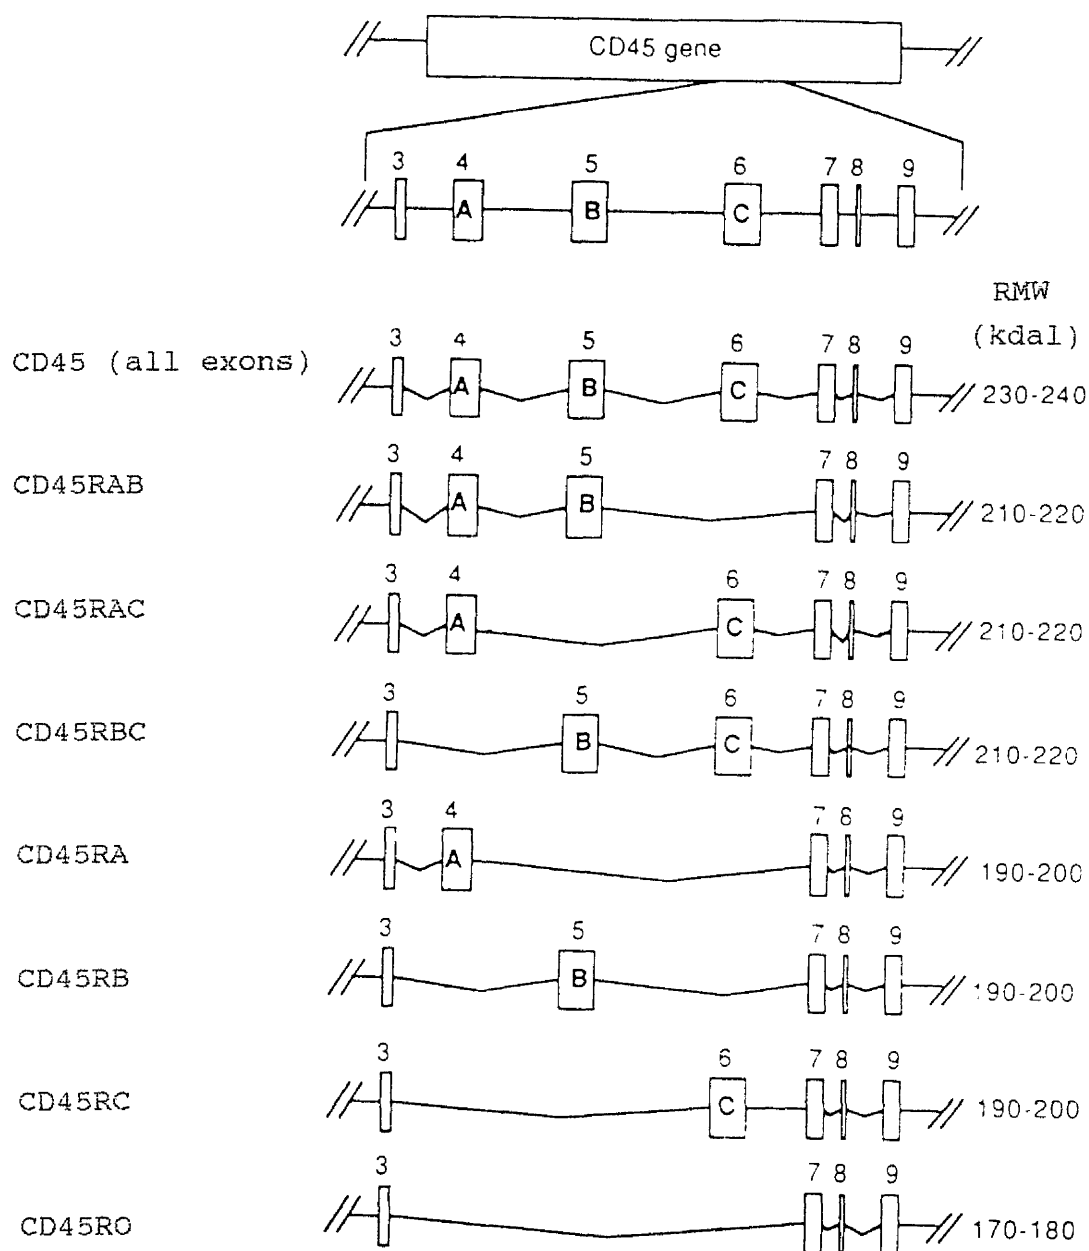 CD45 gene
3 4 5 6 7 8 9
A B C
RMW
(kdal)
3 4 5 6 7 8 9
CD45 (all exons) A B C 230-240
3 4 5 7 8 9
CD45RAB A B 210-220
3 4 6 7 8 9
CD45RAC A C 210-220
3 5 6 7 8 9
CD45RBC B C 210-220
3 4 7 8 9
CD45RA A 190-200
3 5 7 8 9
CD45RB B 190-200
3 6 7 8 9
CD45RC C 190-200
3 7 8 9
CD45RO 170-180